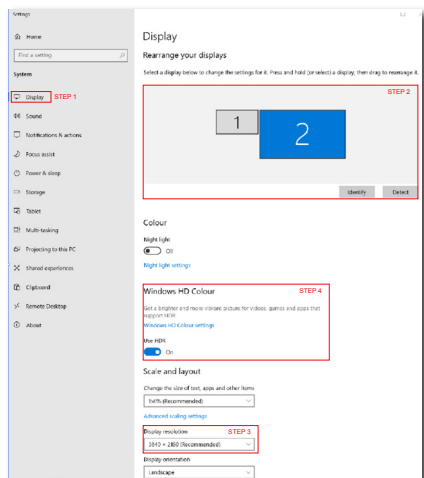 Settings
Home
Find a setting
System
Display STEP 1
Sound
Notifications & actions
Focus assist
Power & sleep
Storage
Tablet
Multi-tasking
Projecting to this PC
Shared experiences
Clipboard
Remote Desktop
About
Display
Rearrange your displays
Select a display below to change the settings for it. Press and hold (or select) a display, then drag to rearrange it.
STEP 2
1
2
Identify Detect
Colour
Night light
Off
Night light settings
Windows HD Colour STEP 4
Get a brighter and more vibrant picture for videos, games and apps that
support HDR.
Windows HD Colour settings
Use HDR
On
Scale and layout
Change the size of text, apps and other items
(Recommended)
Advanced scaling settings
Display resolution STEP 3
3840 × 2160 (Recommended)
Display orientation
Landscape